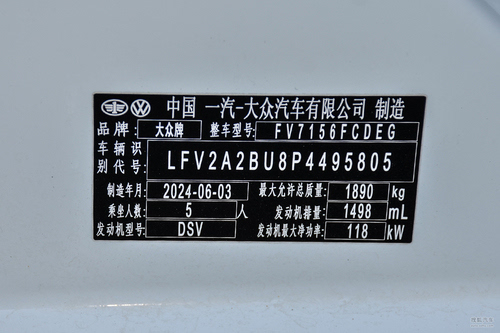 中国 一汽-大众汽车有限公司 制造
品牌: 大众牌 整车型号: FV7156FCDEG
车辆识别代号: LFV2A2BU8P4495805
制造年月: 2024-06-03 最大允许总质量: 1890 kg
乘坐人数: 5 人 发动机排量: 1498 mL
发动机型号: DSV 发动机最大净功率: 118 kW